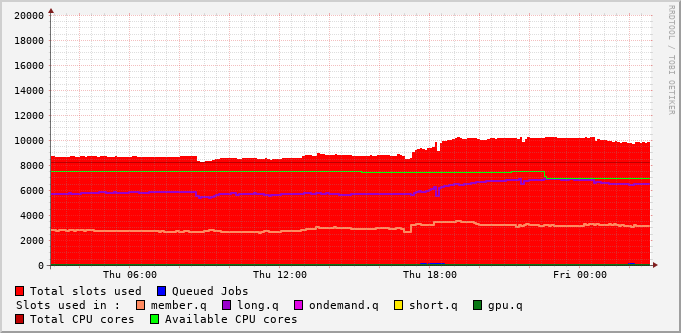 RRDTOOL / TOBI OETIKER
20000
18000
16000
14000
12000
10000
8000
6000
4000
2000
0
Thu 06:00 Thu 12:00 Thu 18:00 Fri 00:00
Total slots used Queued Jobs
Slots used in : member.q long.q ondemand.q short.q gpu.q
Total CPU cores Available CPU cores